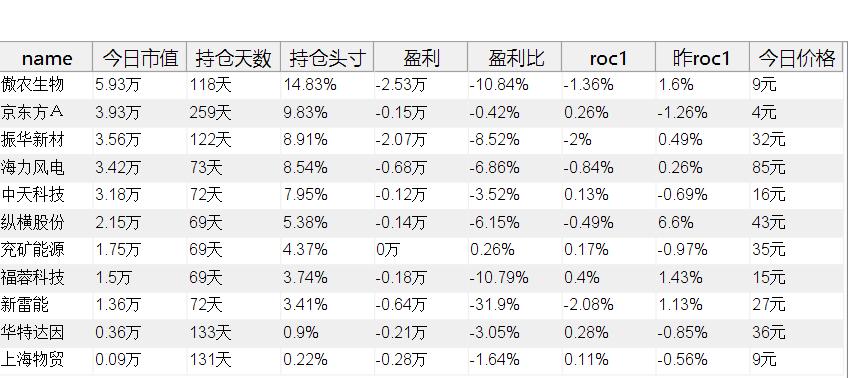 name 今日市值 持仓天数 持仓头寸 盈利 盈利比 roc1 昨roc1 今日价格
傲农生物 5.93万 118天 14.83% -2.53万 -10.84% -1.36% 1.6% 9元
京东方Ａ 3.93万 259天 9.83% -0.15万 -0.42% 0.26% -1.26% 4元
振华新材 3.56万 122天 8.91% -2.07万 -8.52% -2% 0.49% 32元
海力风电 3.42万 73天 8.54% -0.68万 -6.86% -0.84% 0.26% 85元
中天科技 3.18万 72天 7.95% -0.12万 -3.52% 0.13% -0.69% 16元
纵横股份 2.15万 69天 5.38% -0.14万 -6.15% -0.49% 6.6% 43元
兖矿能源 1.75万 69天 4.37% 0万 0.26% 0.17% -0.97% 35元
福蓉科技 1.5万 69天 3.74% -0.18万 -10.79% 0.4% 1.43% 15元
新雷能 1.36万 72天 3.41% -0.64万 -31.9% -2.08% 1.13% 27元
华特达因 0.36万 133天 0.9% -0.21万 -3.05% 0.28% -0.85% 36元
上海物贸 0.09万 131天 0.22% -0.28万 -1.64% 0.11% -0.56% 9元